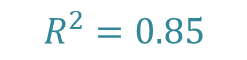 R² = 0.85